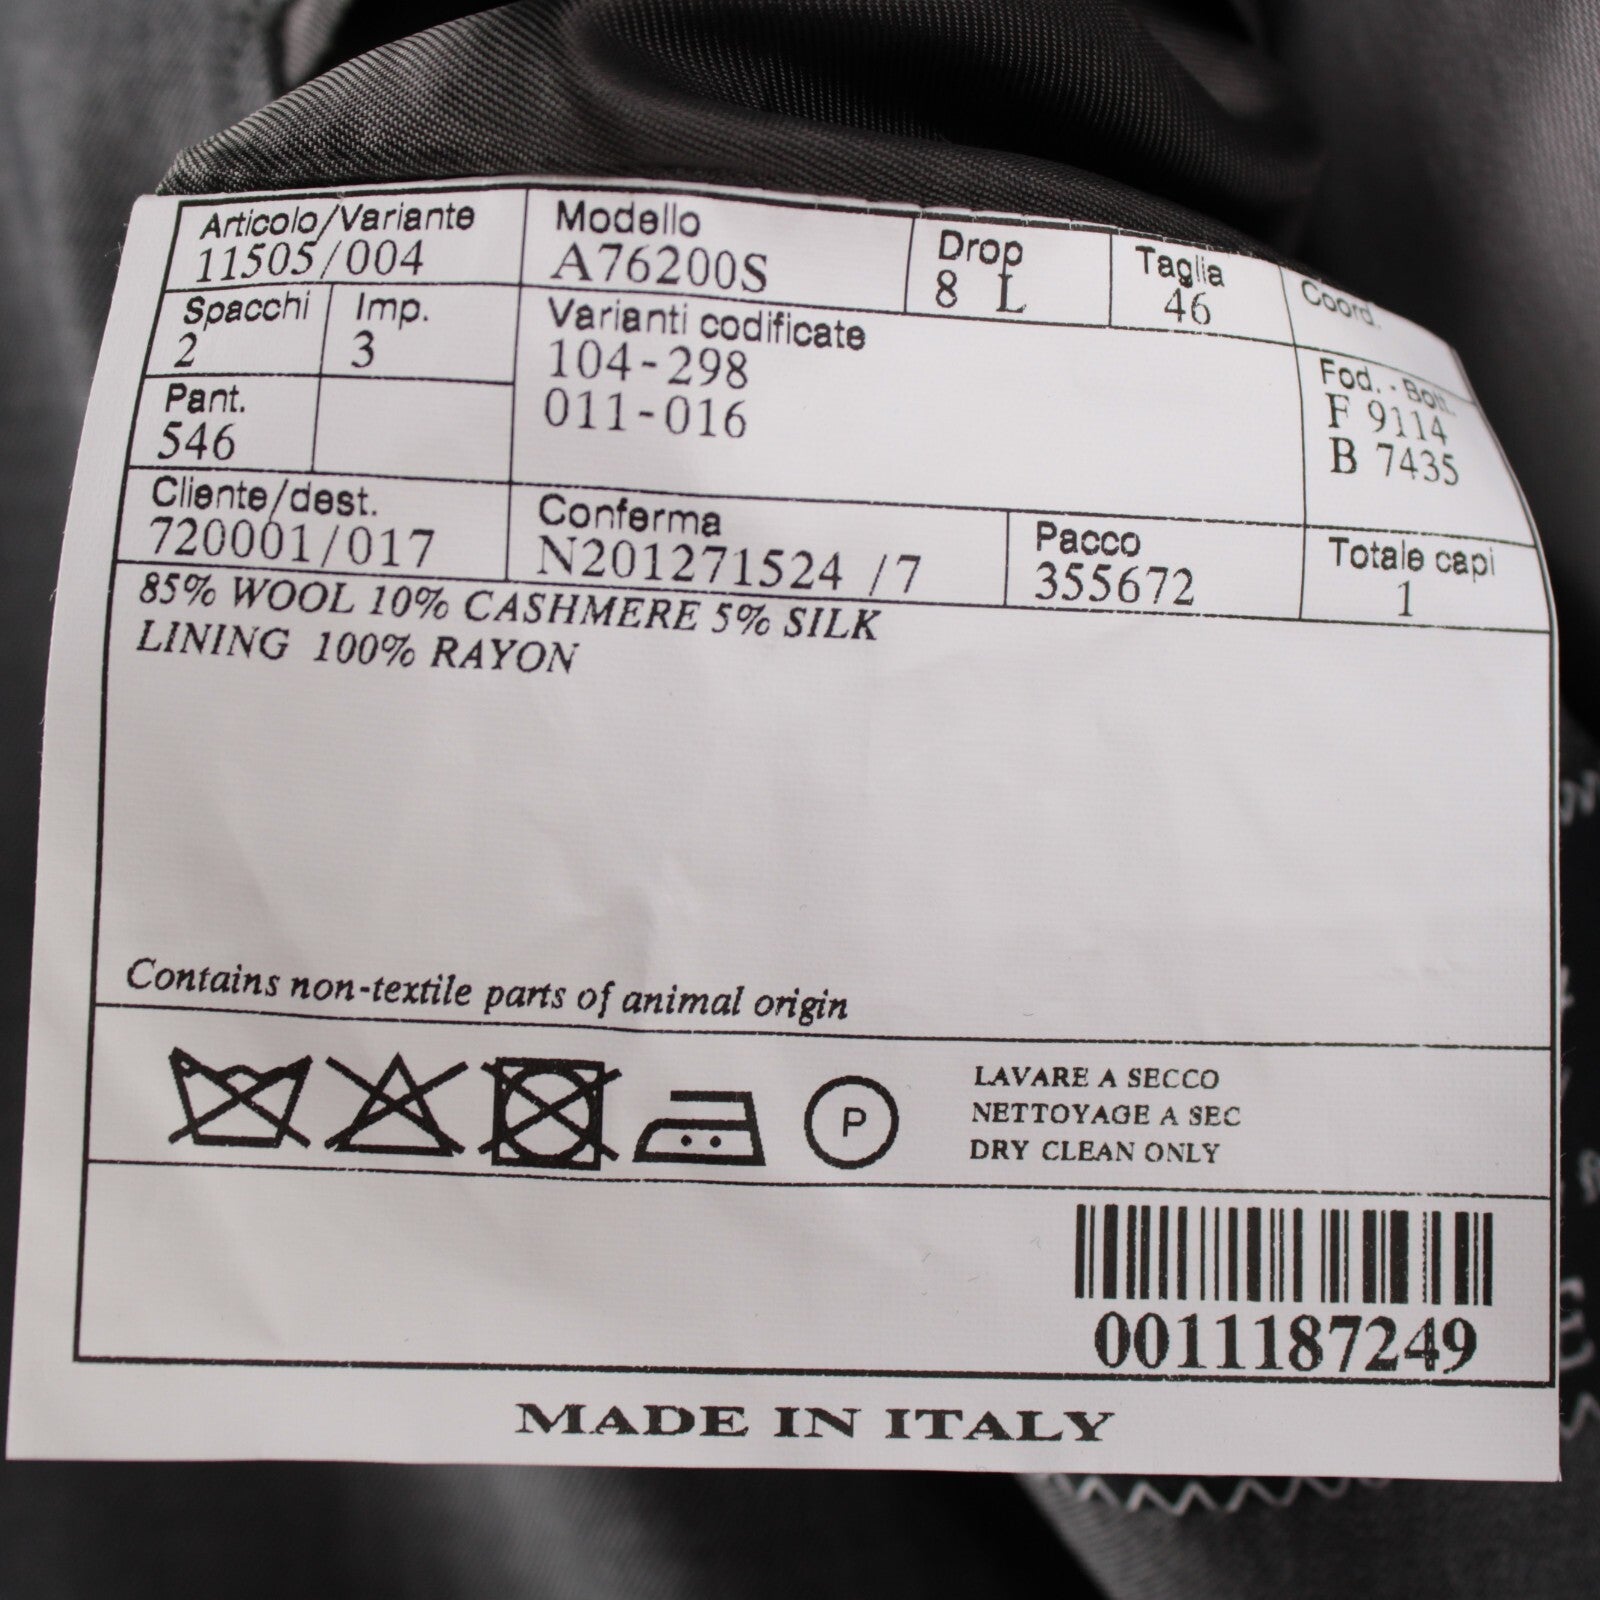 Articolo/Variante
11505/004
Modello
A76200S
Drop
8 L
Taglia
46
Coord.
Spacchi
2
Imp.
3
Varianti codificate
104-298
011-016
Fod. - Bott.
F 9114
B 7435
Pant.
546
Cliente/dest.
720001/017
Conferma
N201271524 /7
Pacco
355672
Totale capi
1
85% WOOL 10% CASHMERE 5% SILK
LINING 100% RAYON
Contains non-textile parts of animal origin
P
LAVARE A SECCO
NETTOYAGE A SEC
DRY CLEAN ONLY
0011187249
MADE IN ITALY